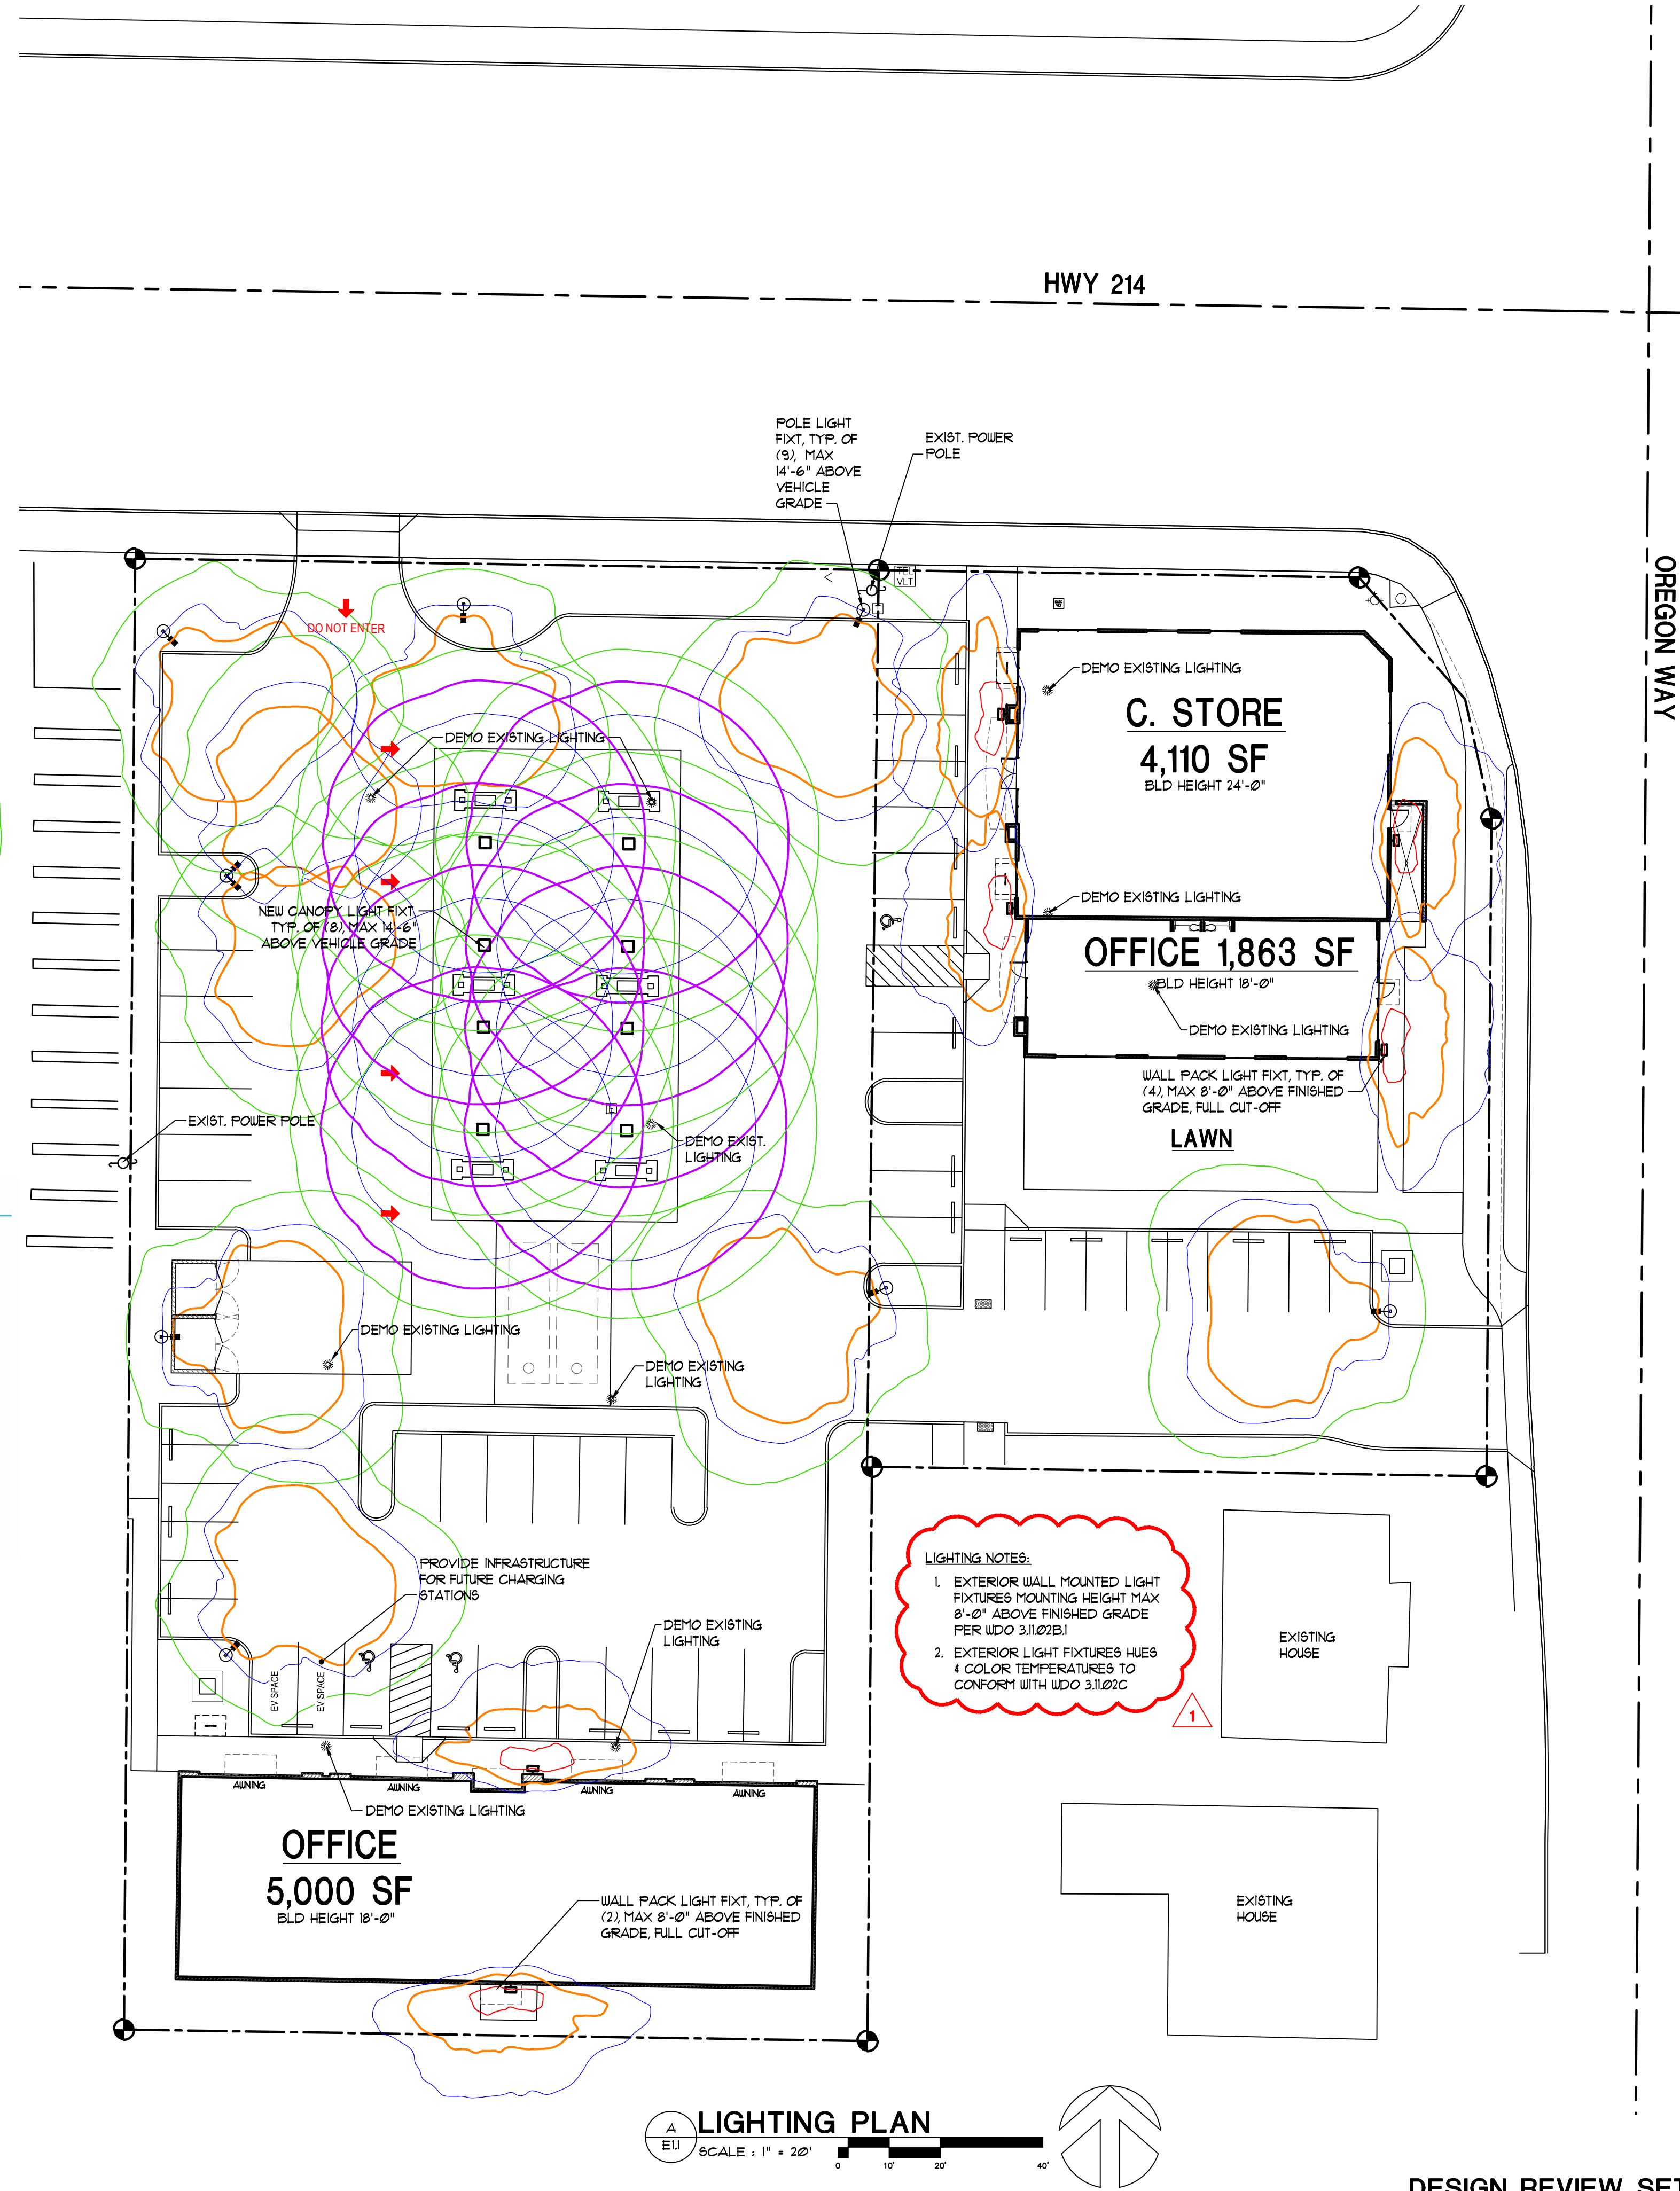 HWY 214
OREGON WAY
POLE LIGHT
FIXT, TYP. OF
(9), MAX
14'-6" ABOVE
VEHICLE
GRADE
EXIST. POWER
POLE
TEL
VLT
DO NOT ENTER
DEMO EXISTING LIGHTING
DEMO EXISTING LIGHTING
C. STORE
4,110 SF
BLD HEIGHT 24'-0"
DEMO EXISTING LIGHTING
NEW CANOPY LIGHT FIXT,
TYP. OF (8), MAX 14'-6"
ABOVE VEHICLE GRADE
OFFICE 1,863 SF
BLD HEIGHT 18'-0"
DEMO EXISTING LIGHTING
WALL PACK LIGHT FIXT, TYP. OF
(4), MAX 8'-0" ABOVE FINISHED
GRADE, FULL CUT-OFF
LAWN
EXIST. POWER POLE
DEMO EXIST.
LIGHTING
DEMO EXISTING LIGHTING
DEMO EXISTING
LIGHTING
PROVIDE INFRASTRUCTURE
FOR FUTURE CHARGING
STATIONS
LIGHTING NOTES:
1. EXTERIOR WALL MOUNTED LIGHT
FIXTURES MOUNTING HEIGHT MAX
8'-0" ABOVE FINISHED GRADE
PER WDO 3.11.02B.1
2. EXTERIOR LIGHT FIXTURES HUES
& COLOR TEMPERATURES TO
CONFORM WITH WDO 3.11.02C
1
EXISTING
HOUSE
DEMO EXISTING
LIGHTING
EV SPACE
EV SPACE
AWNING
AWNING
AWNING
AWNING
DEMO EXISTING LIGHTING
OFFICE
5,000 SF
BLD HEIGHT 18'-0"
WALL PACK LIGHT FIXT, TYP. OF
(2), MAX 8'-0" ABOVE FINISHED
GRADE, FULL CUT-OFF
EXISTING
HOUSE
A
E1.1
LIGHTING PLAN
SCALE : 1" = 20'
0 10' 20' 40'
DESIGN REVIEW SET